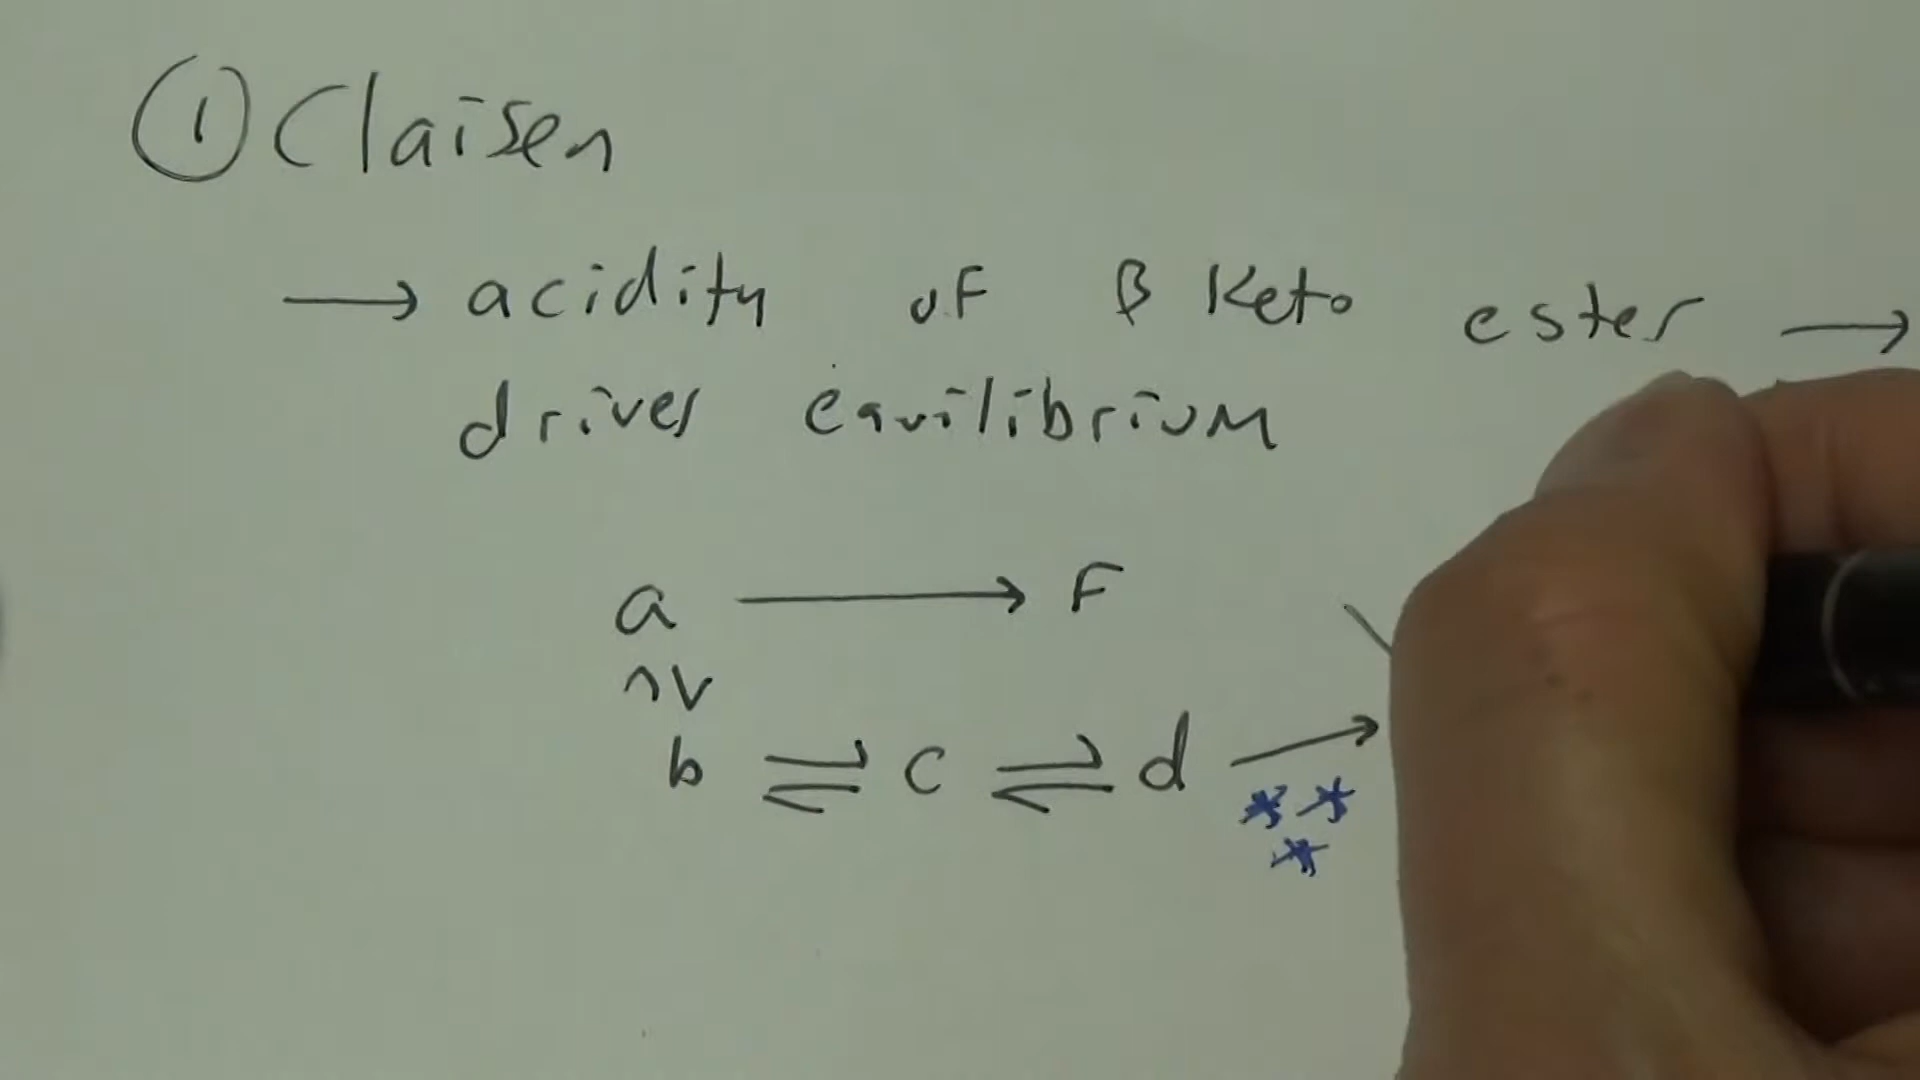 ① Claisen
→ acidity of β Keto ester →
drives equilibrium
a → F
∧∨
b ⇌ c ⇌ d →
* *
*